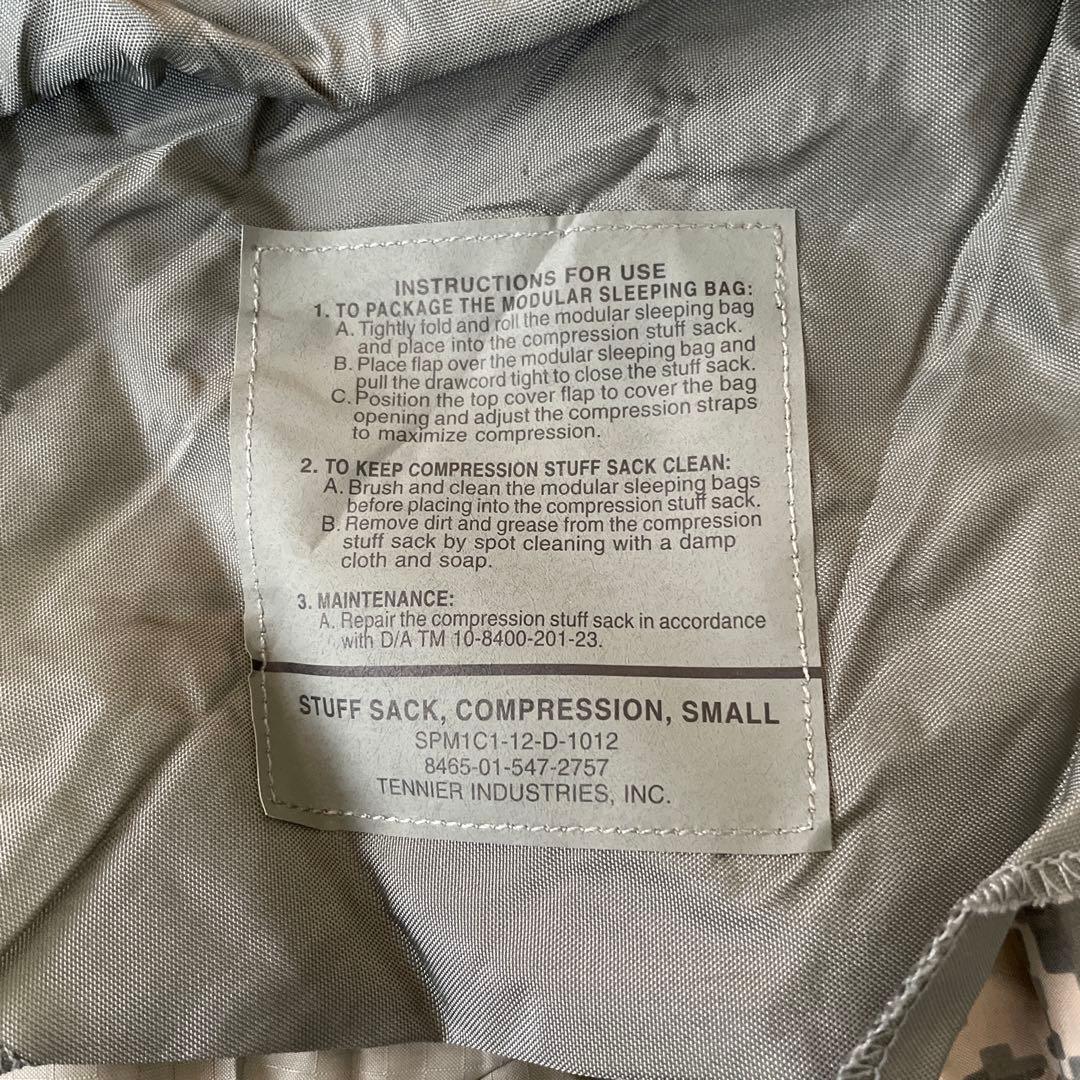 INSTRUCTIONS FOR USE
1. TO PACKAGE THE MODULAR SLEEPING BAG:
A. Tightly fold and roll the modular sleeping bag
and place into the compression stuff sack.
B. Place flap over the modular sleeping bag and
pull the drawcord tight to close the stuff sack.
C. Position the top cover flap to cover the bag
opening and adjust the compression straps
to maximize compression.
2. TO KEEP COMPRESSION STUFF SACK CLEAN:
A. Brush and clean the modular sleeping bags
before placing into the compression stuff sack.
B. Remove dirt and grease from the compression
stuff sack by spot cleaning with a damp
cloth and soap.
3. MAINTENANCE:
A. Repair the compression stuff sack in accordance
with D/A TM 10-8400-201-23.
STUFF SACK, COMPRESSION, SMALL
SPM1C1-12-D-1012
8465-01-547-2757
TENNIER INDUSTRIES, INC.